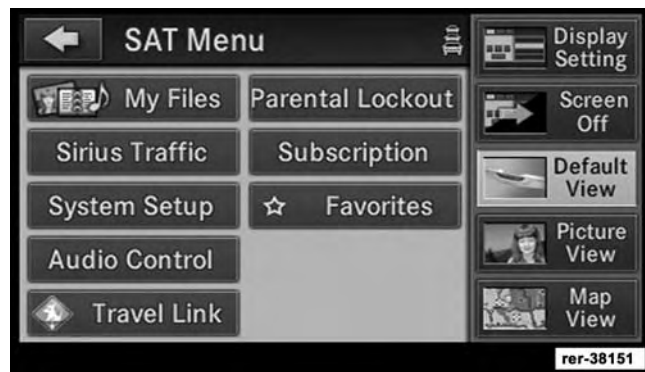 SAT Menu
My Files
Parental Lockout
Sirius Traffic
Subscription
System Setup
Favorites
Audio Control
Travel Link
Display
Setting
Screen
Off
Default
View
Picture
View
Map
View
rer-38151